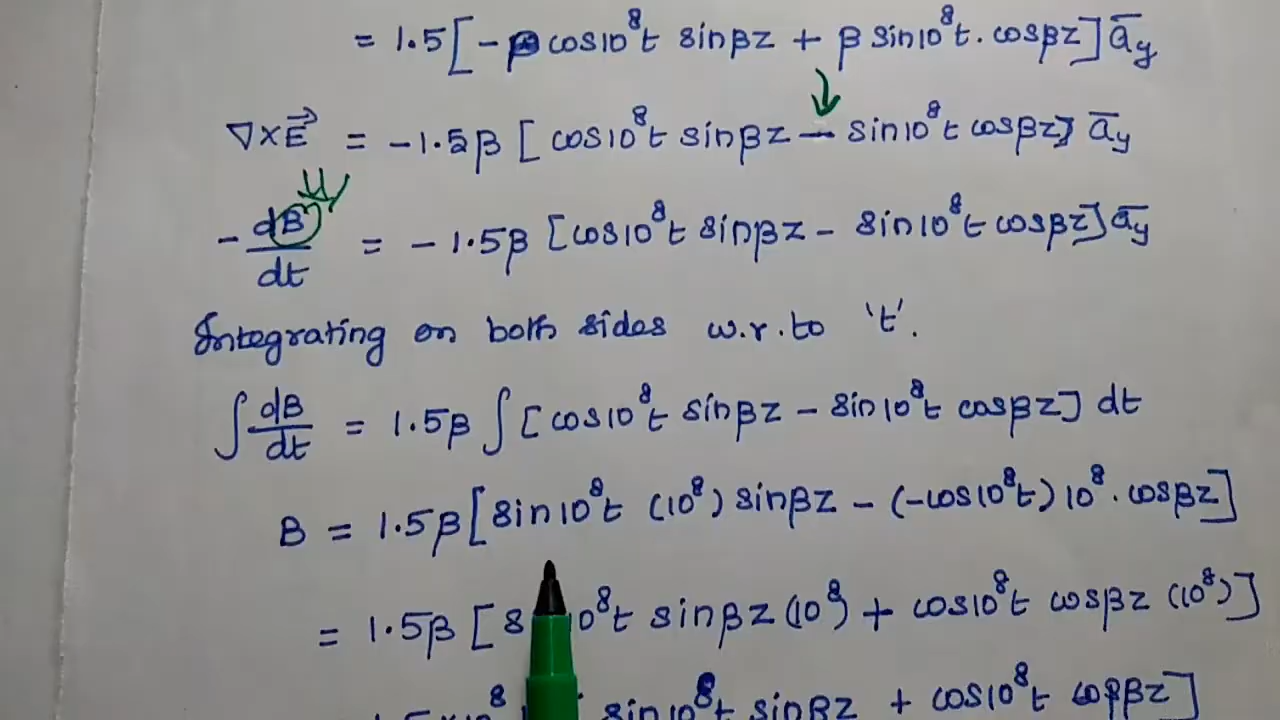 = 1.5[-β cos10⁸t sinβz + β sin10⁸t. cosβz] āy
∇×E⃗ = -1.5β [ cos10⁸t sinβz - sin10⁸t cosβz] āy
-dB/dt = -1.5β [cos10⁸t sinβz - sin10⁸t cosβz] āy
Integrating on both sides w.r.to 't'.
∫dB/dt = 1.5β ∫[cos10⁸t sinβz - sin10⁸t cosβz] dt
B = 1.5β[sin10⁸t (10⁸) sinβz - (-cos10⁸t) 10⁸. cosβz]
= 1.5β [ 10⁸t sinβz (10⁸) + cos10⁸t cosβz (10⁸)]
sin10⁸t sinβz + cos10⁸t cosβz]